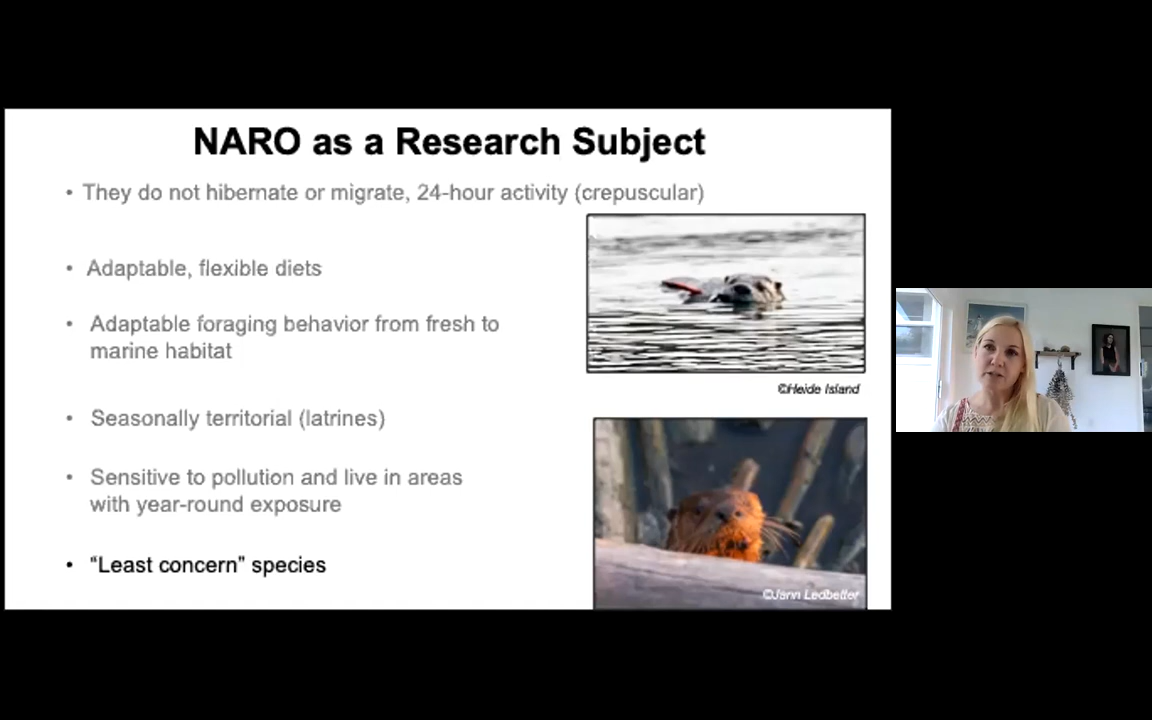 NARO as a Research Subject
• They do not hibernate or migrate, 24-hour activity (crepuscular)
• Adaptable, flexible diets
• Adaptable foraging behavior from fresh to
marine habitat
©Heide Island
• Seasonally territorial (latrines)
• Sensitive to pollution and live in areas
with year-round exposure
• “Least concern” species
©Jann Ledbetter